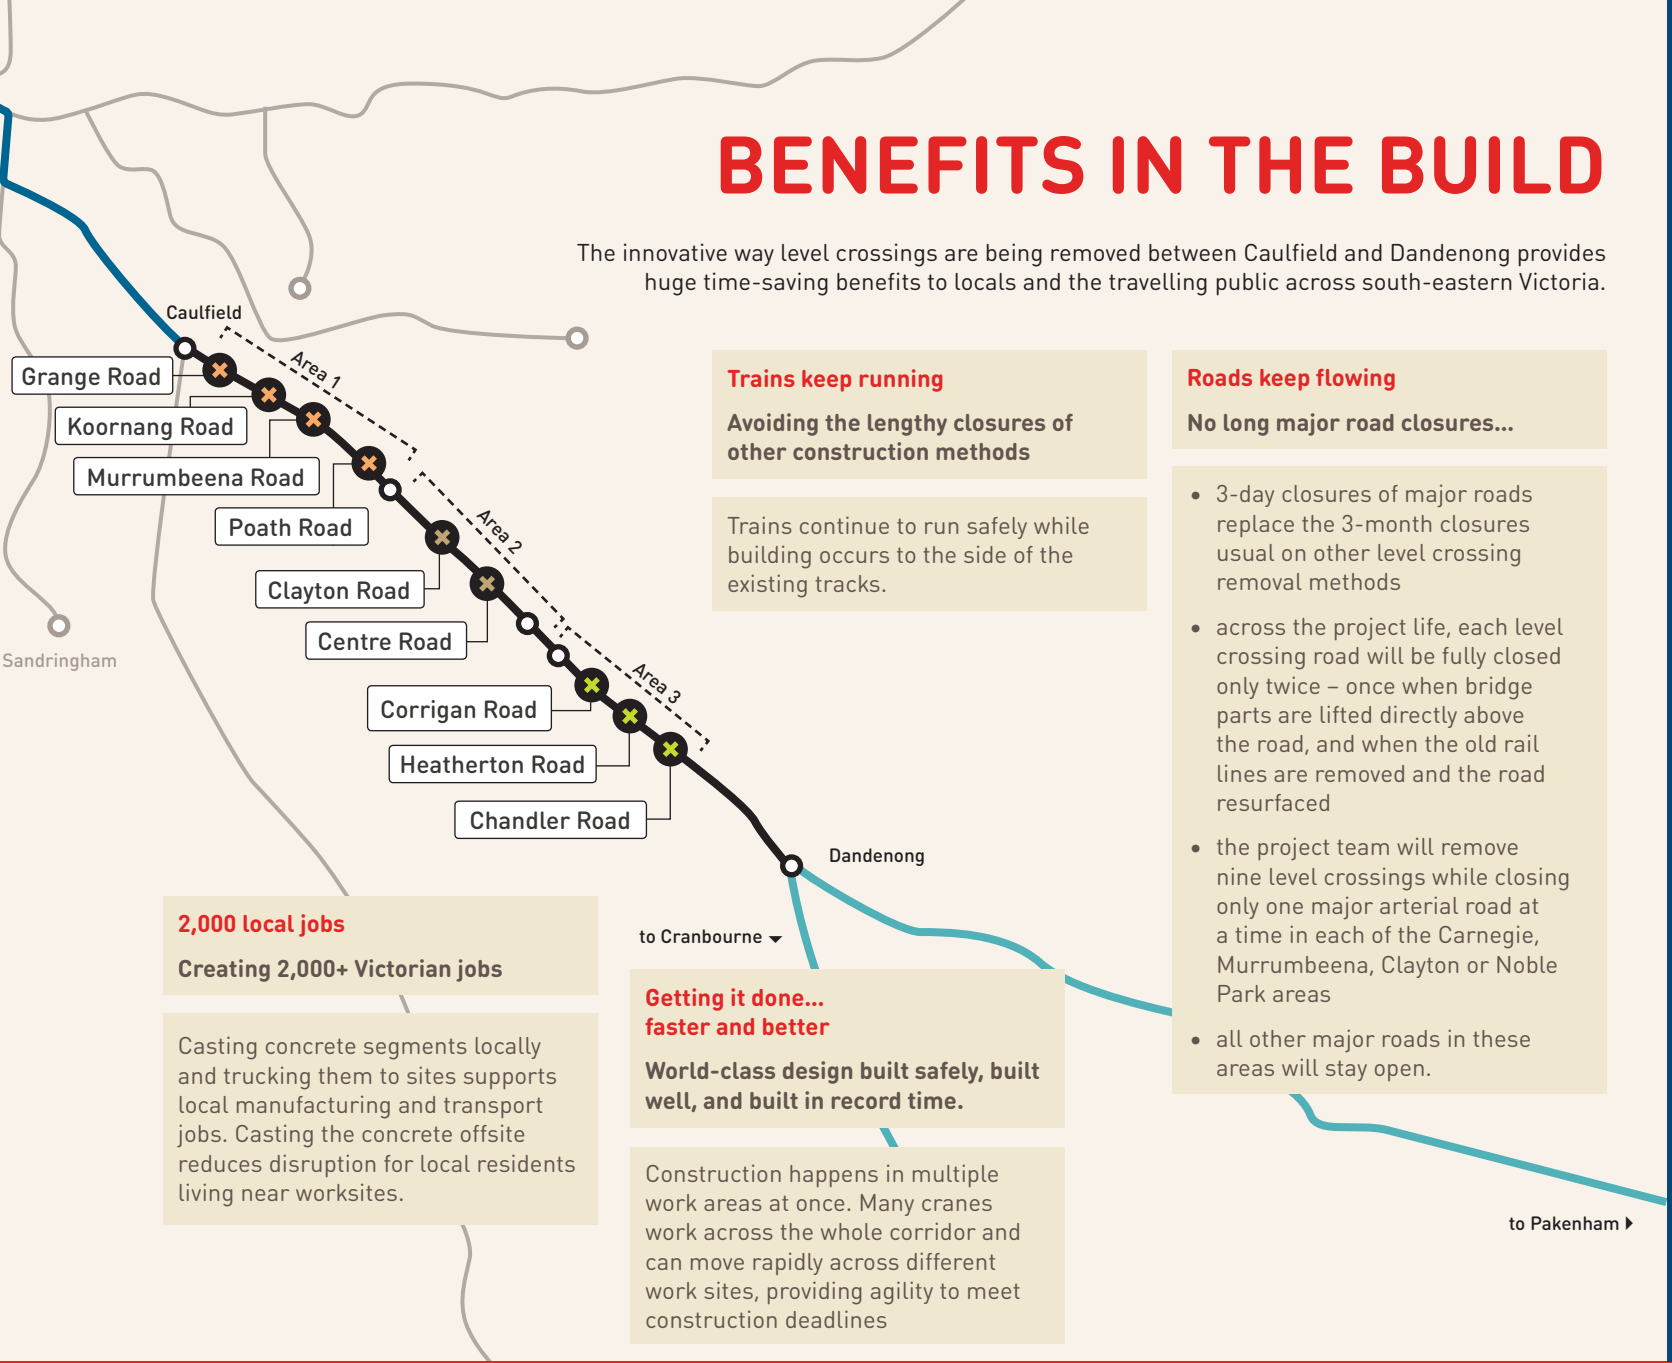 BENEFITS IN THE BUILD
The innovative way level crossings are being removed between Caulfield and Dandenong provides
huge time-saving benefits to locals and the travelling public across south-eastern Victoria.
Caulfield
Area 1
Grange Road
Koornang Road
Murrumbeena Road
Poath Road
Area 2
Clayton Road
Centre Road
Sandringham
Area 3
Corrigan Road
Heatherton Road
Chandler Road
Dandenong
to Cranbourne
to Pakenham
Trains keep running
Avoiding the lengthy closures of
other construction methods
Trains continue to run safely while
building occurs to the side of the
existing tracks.
Roads keep flowing
No long major road closures...
• 3-day closures of major roads
replace the 3-month closures
usual on other level crossing
removal methods
• across the project life, each level
crossing road will be fully closed
only twice – once when bridge
parts are lifted directly above
the road, and when the old rail
lines are removed and the road
resurfaced
• the project team will remove
nine level crossings while closing
only one major arterial road at
a time in each of the Carnegie,
Murrumbeena, Clayton or Noble
Park areas
• all other major roads in these
areas will stay open.
2,000 local jobs
Creating 2,000+ Victorian jobs
Casting concrete segments locally
and trucking them to sites supports
local manufacturing and transport
jobs. Casting the concrete offsite
reduces disruption for local residents
living near worksites.
Getting it done...
faster and better
World-class design built safely, built
well, and built in record time.
Construction happens in multiple
work areas at once. Many cranes
work across the whole corridor and
can move rapidly across different
work sites, providing agility to meet
construction deadlines